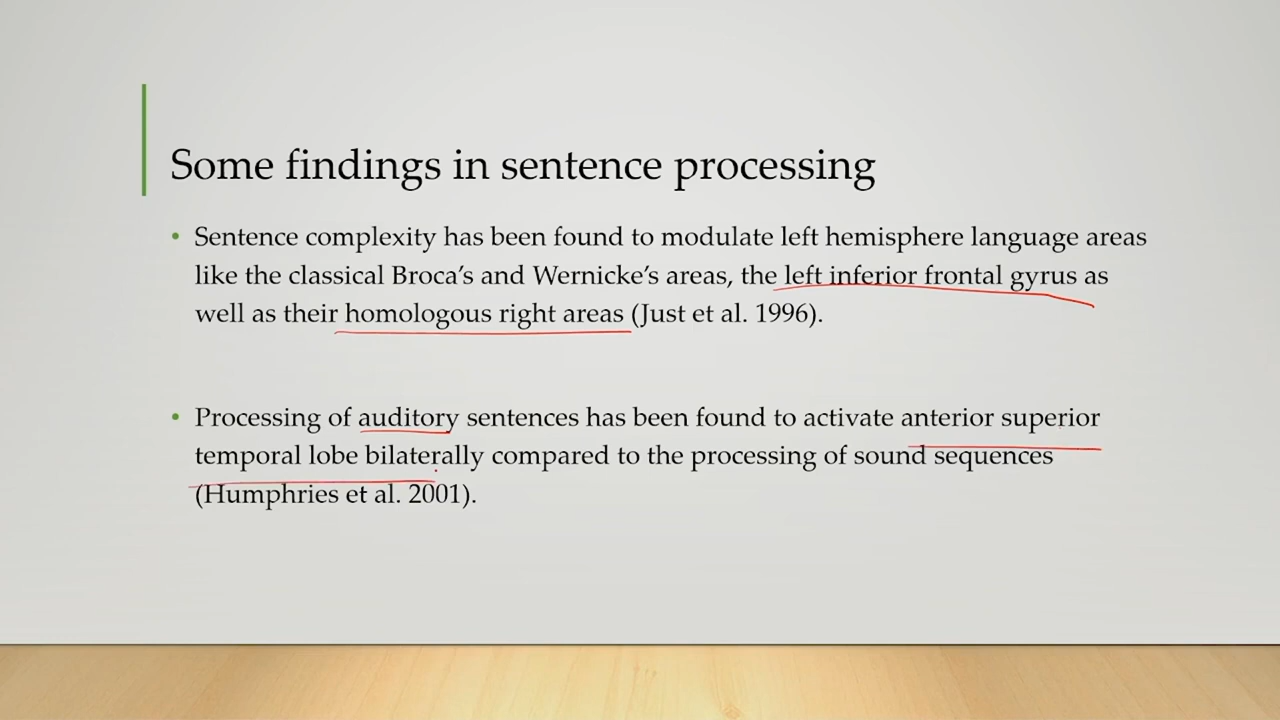 Some findings in sentence processing
• Sentence complexity has been found to modulate left hemisphere language areas
like the classical Broca's and Wernicke's areas, the left inferior frontal gyrus as
well as their homologous right areas (Just et al. 1996).
• Processing of auditory sentences has been found to activate anterior superior
temporal lobe bilaterally compared to the processing of sound sequences
(Humphries et al. 2001).